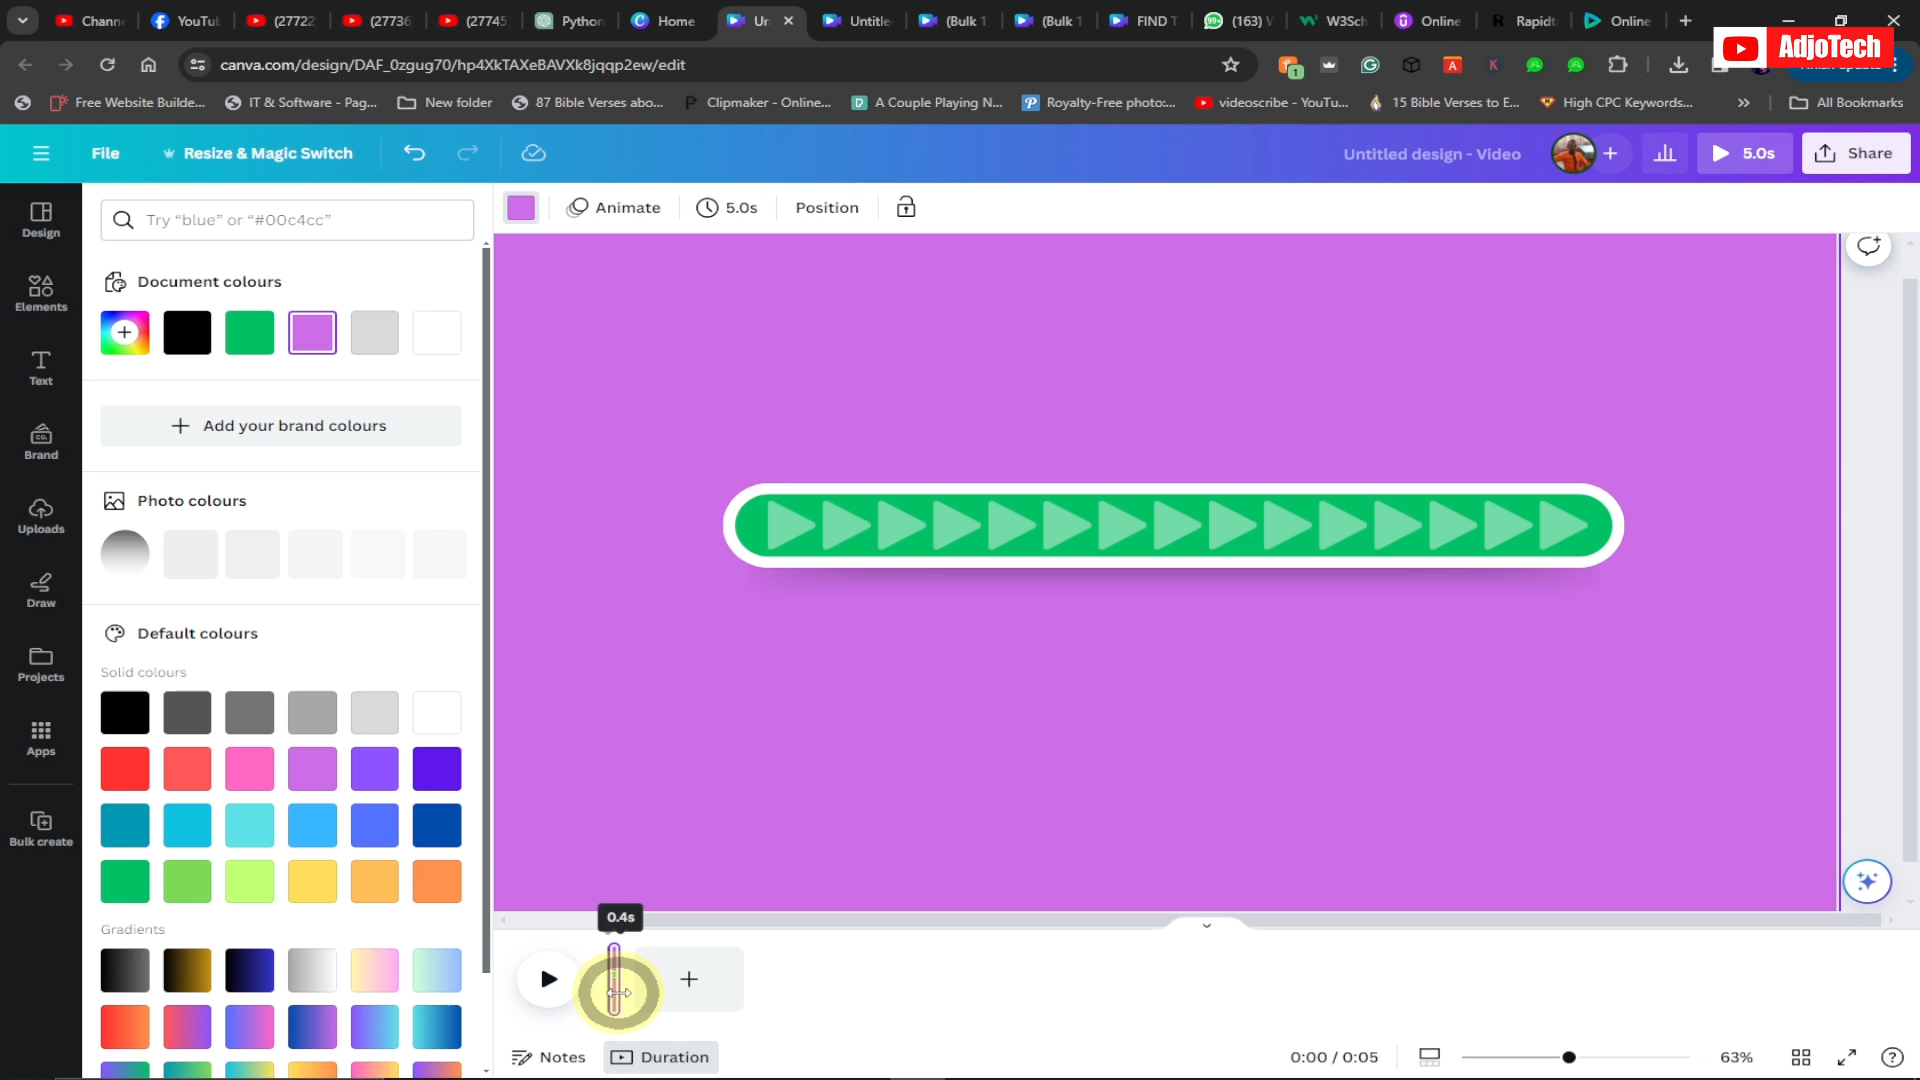 Channe
YouTub
(27722
(27736
(27745
Python
Home
Un
Untitle
(Bulk 1
(Bulk 1
FIND T
(163) W
W3Sch
Online
Rapidt
Online
AdjoTech
canva.com/design/DAF_0zgug70/hp4XkTAXeBAVXk8jqqp2ew/edit
Free Website Builde...
IT & Software - Pag...
New folder
87 Bible Verses abo...
Clipmaker - Online...
A Couple Playing N...
Royalty-Free photo:...
videoscribe - YouTu...
15 Bible Verses to E...
High CPC Keywords...
All Bookmarks
File
Resize & Magic Switch
Untitled design - Video
5.0s
Share
Design
Elements
Text
Brand
Uploads
Draw
Projects
Apps
Bulk create
Try “blue” or “#00c4cc”
Animate
5.0s
Position
Document colours
Add your brand colours
Photo colours
Default colours
Solid colours
Gradients
0.4s
Notes
Duration
0:00 / 0:05
63%